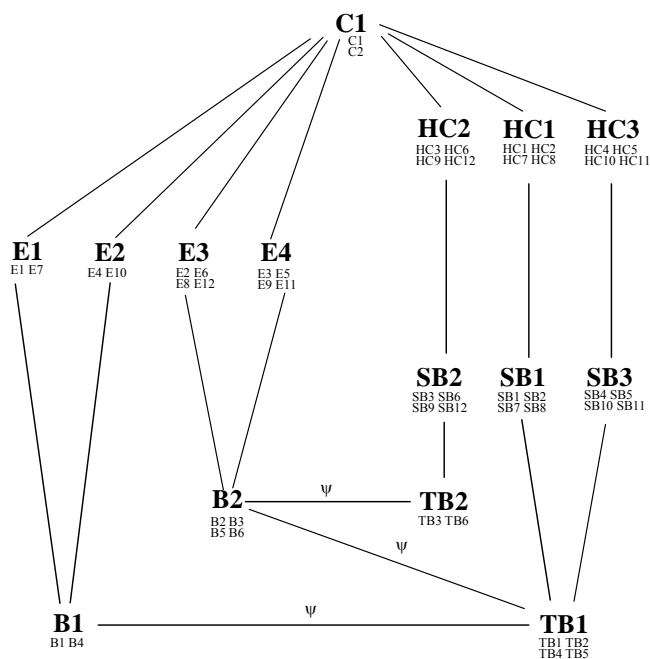 C1
C1
C2
HC2 HC1 HC3
HC3 HC6 HC1 HC2 HC4 HC5
HC9 HC12 HC7 HC8 HC10 HC11
E1 E2 E3 E4
E1 E7 E4 E10 E2 E6 E3 E5
E8 E12 E9 E11
SB2 SB1 SB3
SB3 SB6 SB1 SB2 SB4 SB5
SB9 SB12 SB7 SB8 SB10 SB11
ψ
B2 TB2
B2 B3 TB3 TB6
B5 B6
ψ
ψ
B1 TB1
B1 B4 TB1 TB2
TB4 TB5